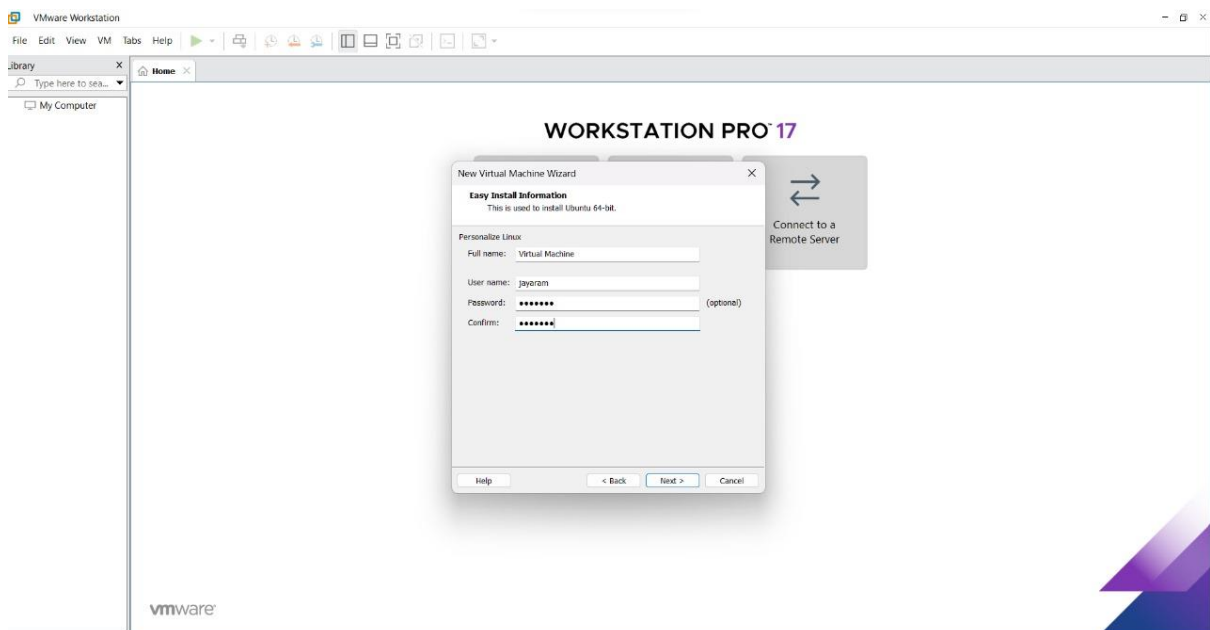 VMware Workstation
File Edit View VM Tabs Help
Library
Type here to sea...
Home
My Computer
WORKSTATION PRO™ 17
New Virtual Machine Wizard
Easy Install Information
This is used to install Ubuntu 64-bit.
Connect to a
Remote Server
Personalize Linux
Full name: Virtual Machine
User name: jayaram
Password: ●●●●●●● (optional)
Confirm: ●●●●●●●
Help < Back Next > Cancel
vmware